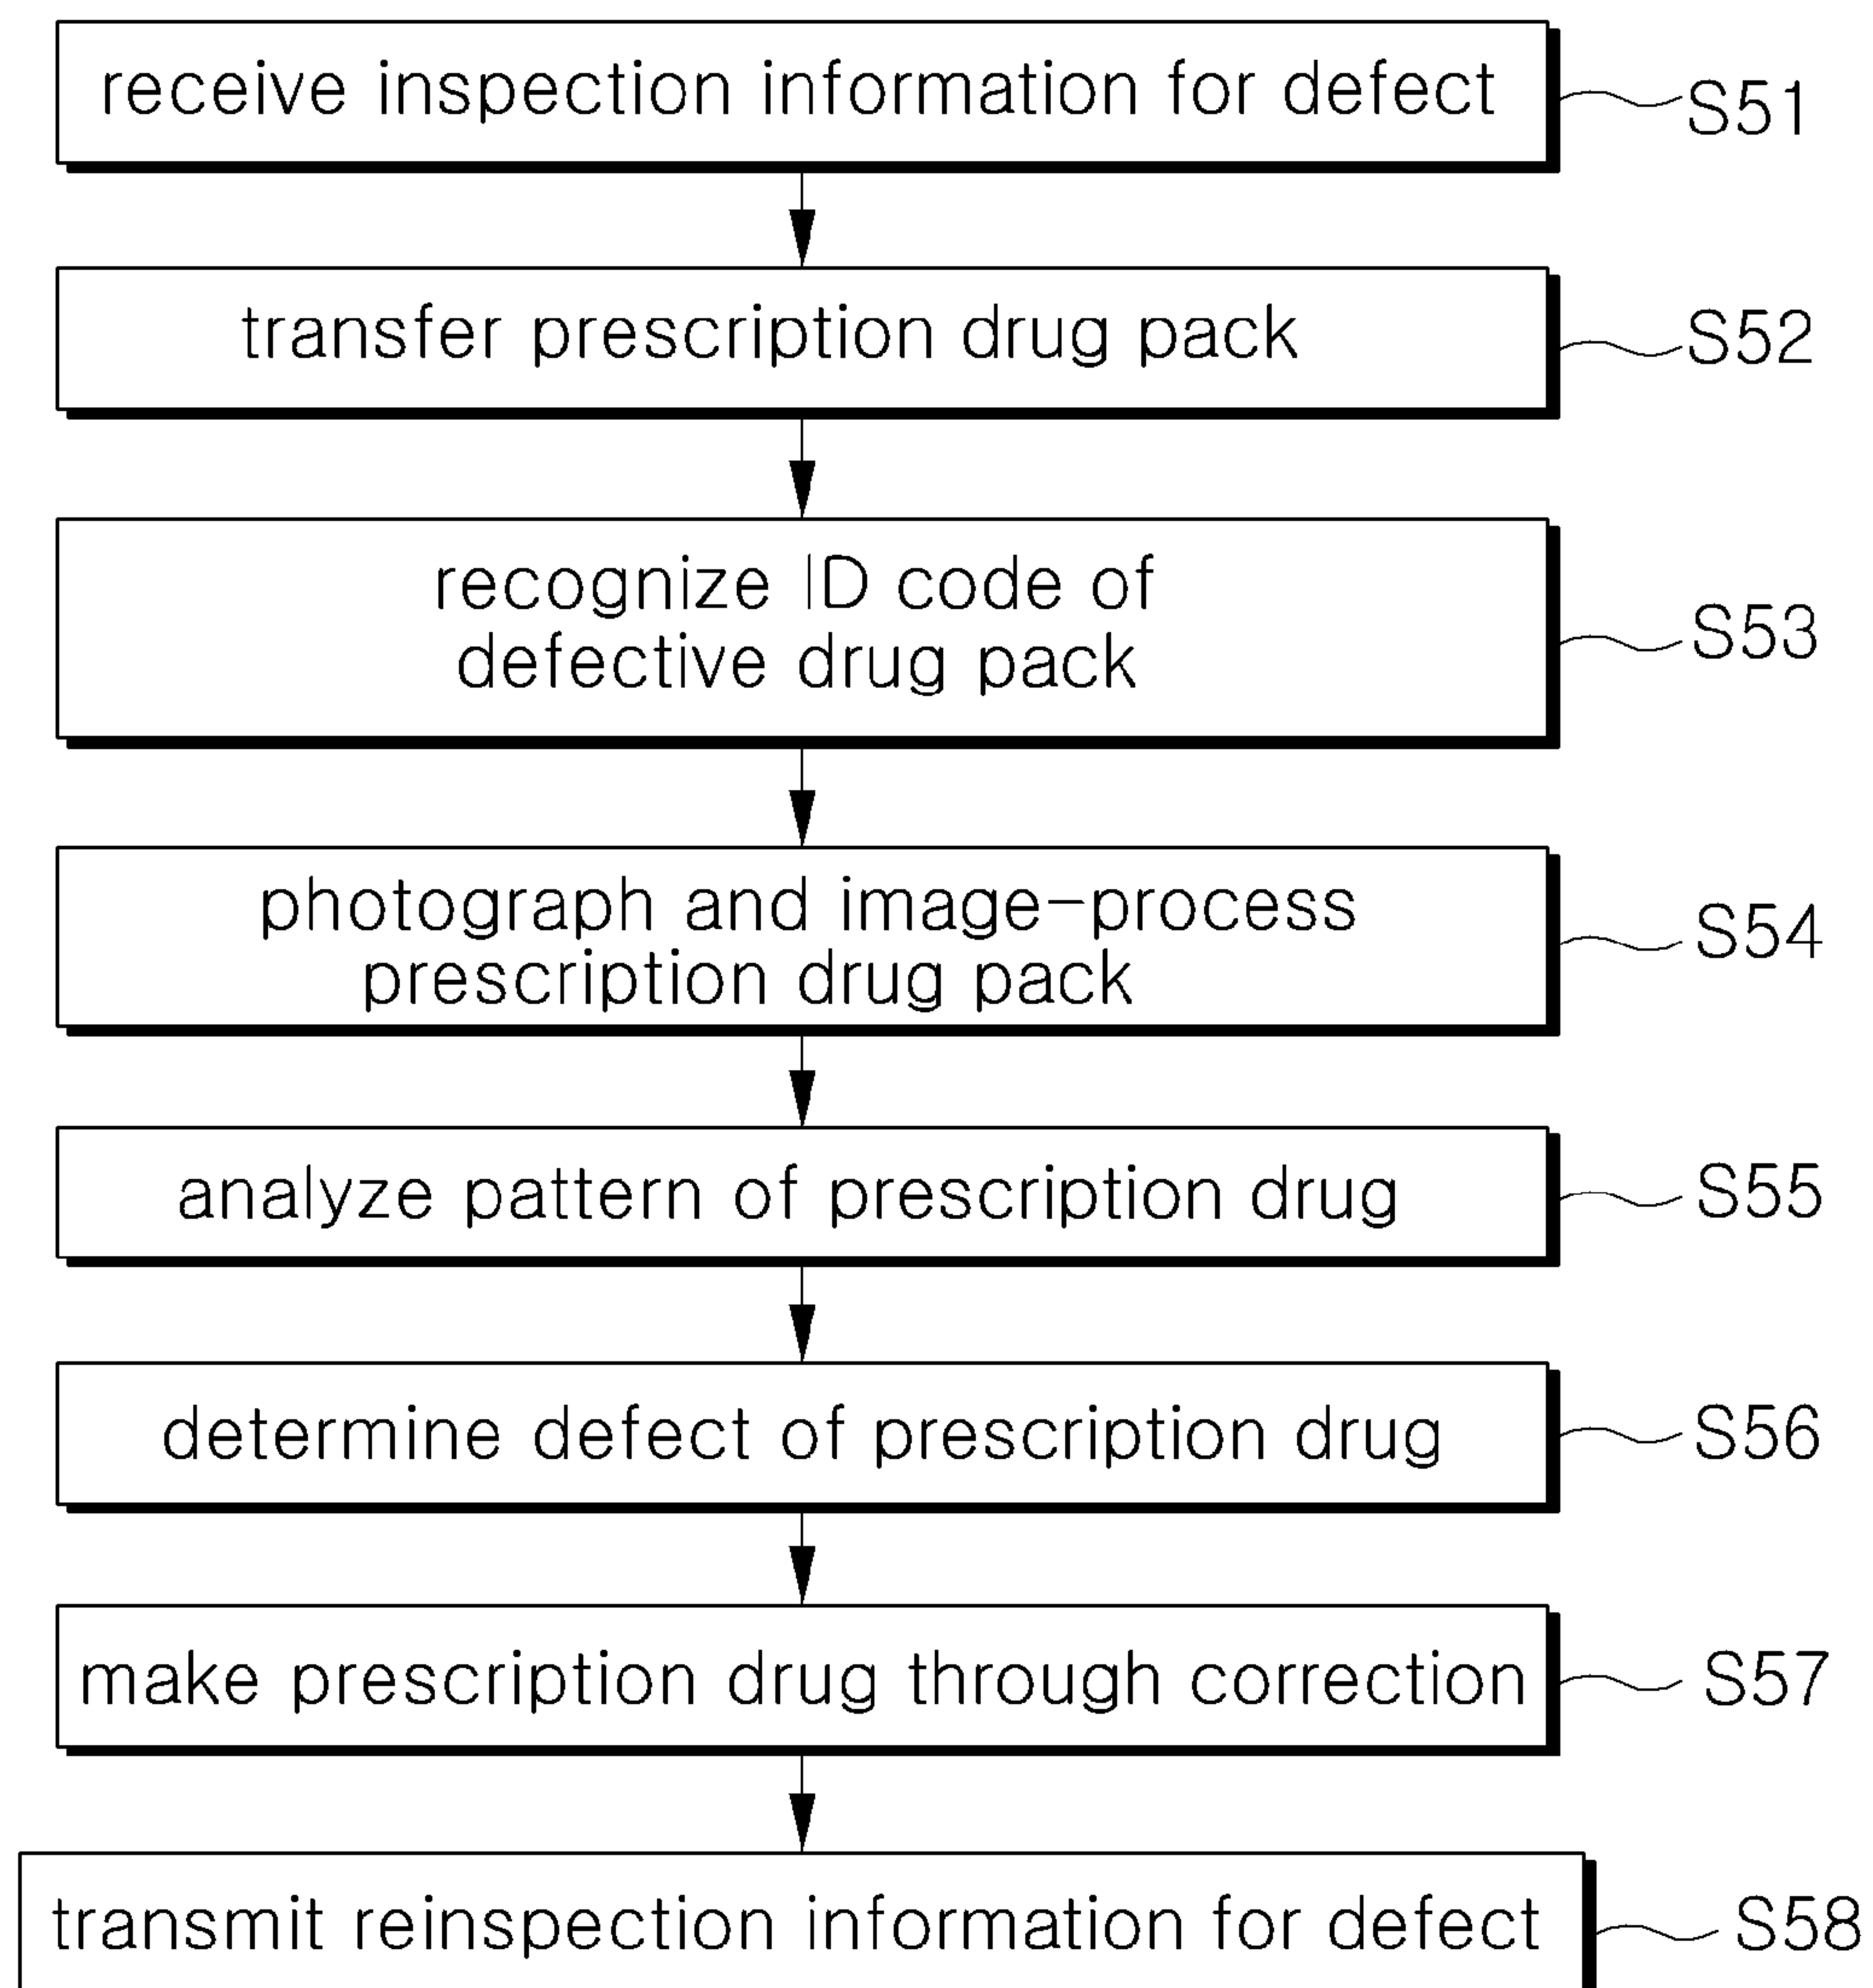 receive inspection information for defect
S51
transfer prescription drug pack
S52
recognize ID code of
defective drug pack
S53
photograph and image-process
prescription drug pack
S54
analyze pattern of prescription drug
S55
determine defect of prescription drug
S56
make prescription drug through correction
S57
transmit reinspection information for defect
S58